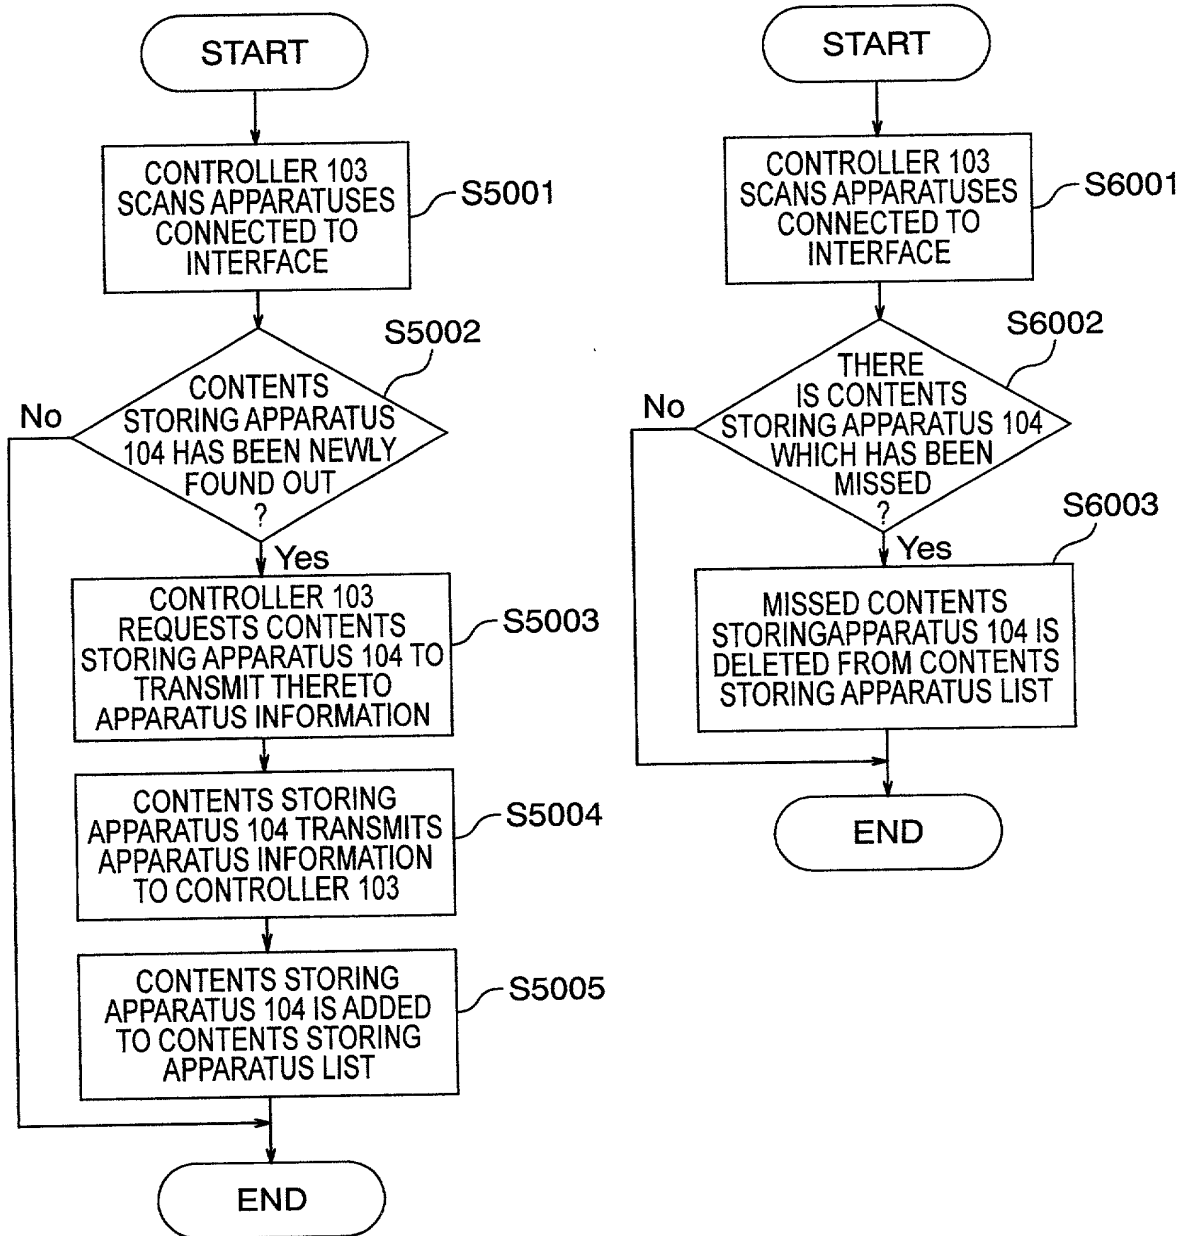 START
CONTROLLER 103
SCANS APPARATUSES
CONNECTED TO
INTERFACE
S5001
CONTENTS
STORING APPARATUS
104 HAS BEEN NEWLY
FOUND OUT
?
S5002
No
Yes
CONTROLLER 103
REQUESTS CONTENTS
STORING APPARATUS 104 TO
TRANSMIT THERETO
APPARATUS INFORMATION
S5003
CONTENTS STORING
APPARATUS 104 TRANSMITS
APPARATUS INFORMATION
TO CONTROLLER 103
S5004
CONTENTS STORING
APPARATUS 104 IS ADDED
TO CONTENTS STORING
APPARATUS LIST
S5005
END
START
CONTROLLER 103
SCANS APPARATUSES
CONNECTED TO
INTERFACE
S6001
THERE
IS CONTENTS
STORING APPARATUS 104
WHICH HAS BEEN
MISSED
?
S6002
No
Yes
MISSED CONTENTS
STORINGAPPARATUS 104 IS
DELETED FROM CONTENTS
STORING APPARATUS LIST
S6003
END